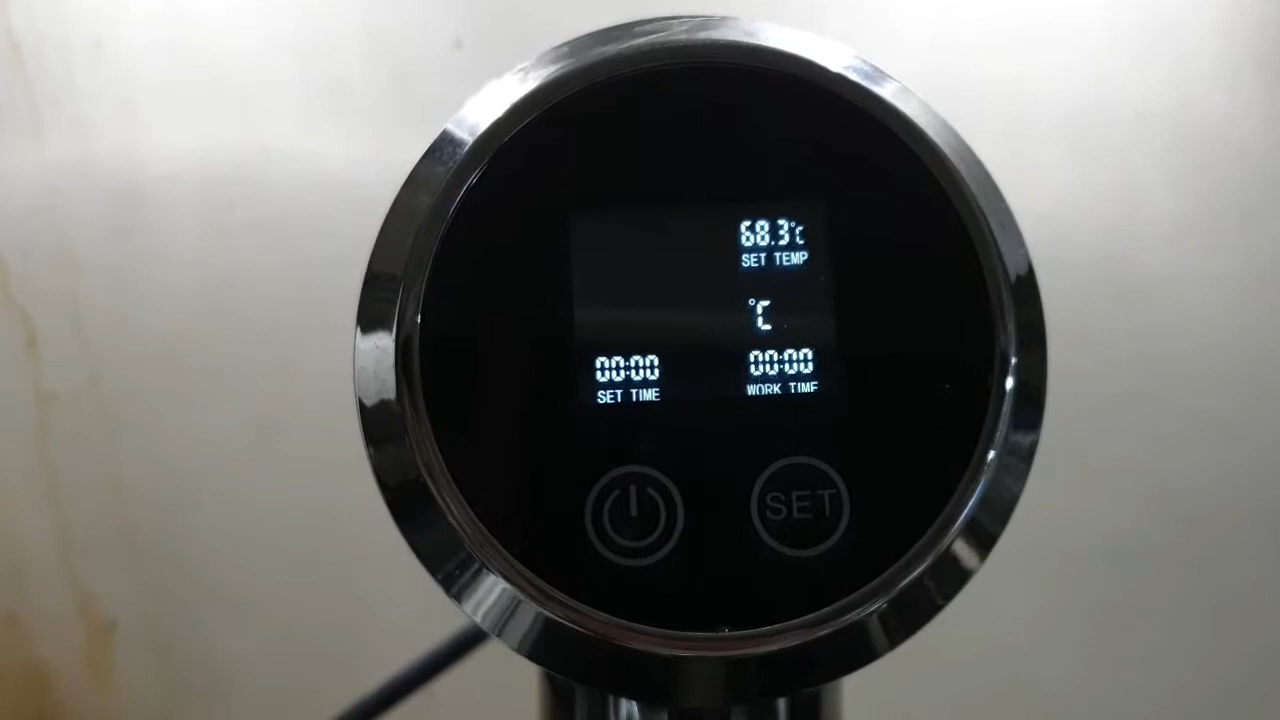 68.3°C
SET TEMP
°C
00:00 00:00
SET TIME WORK TIME
SET